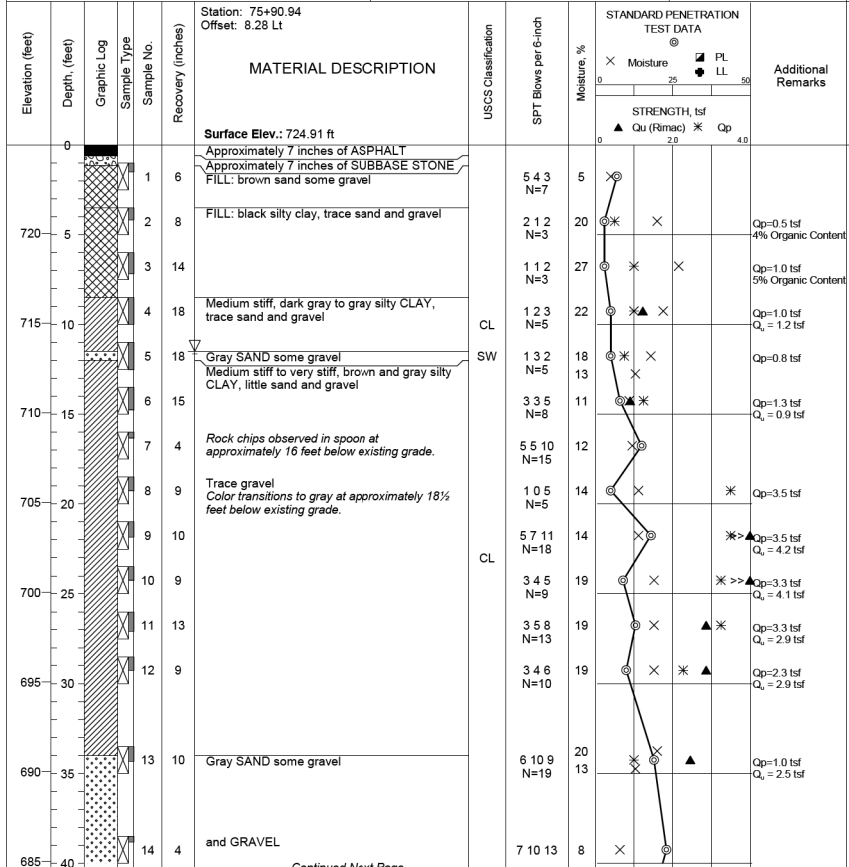 Station: 75+90.94
Offset: 8.28 Lt
Elevation (feet)
Depth, (feet)
Graphic Log
Sample Type
Sample No.
Recovery (inches)
MATERIAL DESCRIPTION
Surface Elev.: 724.91 ft
USCS Classification
SPT Blows per 6-inch
Moisture, %
STANDARD PENETRATION
TEST DATA
Moisture
PL
LL
0 25 50
STRENGTH, tsf
Qu (Rimac) Qp
0 2.0 4.0
Additional
Remarks
0
Approximately 7 inches of ASPHALT
Approximately 7 inches of SUBBASE STONE
1 6 FILL: brown sand some gravel 5 4 3 5
N=7
2 8 FILL: black silty clay, trace sand and gravel 2 1 2 20 Qp=0.5 tsf
720 5 N=3 4% Organic Content
3 14 1 1 2 27 Qp=1.0 tsf
N=3 5% Organic Content
4 18 Medium stiff, dark gray to gray silty CLAY, 1 2 3 22 Qp=1.0 tsf
trace sand and gravel
715 10 CL N=5 Qu = 1.2 tsf
5 18 Gray SAND some gravel SW 1 3 2 18 Qp=0.8 tsf
N=5 13
Medium stiff to very stiff, brown and gray silty
CLAY, little sand and gravel
6 15 3 3 5 11 Qp=1.3 tsf
710 15 N=8 Qu = 0.9 tsf
7 4 Rock chips observed in spoon at 5 5 10 12
approximately 16 feet below existing grade. N=15
8 9 Trace gravel 1 0 5 14 Qp=3.5 tsf
Color transitions to gray at approximately 18½
705 20 feet below existing grade. N=5
9 10 5 7 11 14 >> Qp=3.5 tsf
N=18 Qu = 4.2 tsf
CL
10 9 3 4 5 19 >> Qp=3.3 tsf
700 25 N=9 Qu = 4.1 tsf
11 13 3 5 8 19 Qp=3.3 tsf
N=13 Qu = 2.9 tsf
12 9 3 4 6 19 Qp=2.3 tsf
695 30 N=10 Qu = 2.9 tsf
13 10 Gray SAND some gravel 6 10 9 20 Qp=1.0 tsf
690 35 N=19 13 Qu = 2.5 tsf
and GRAVEL
14 4 7 10 13 8
685 40 Continued Next Page